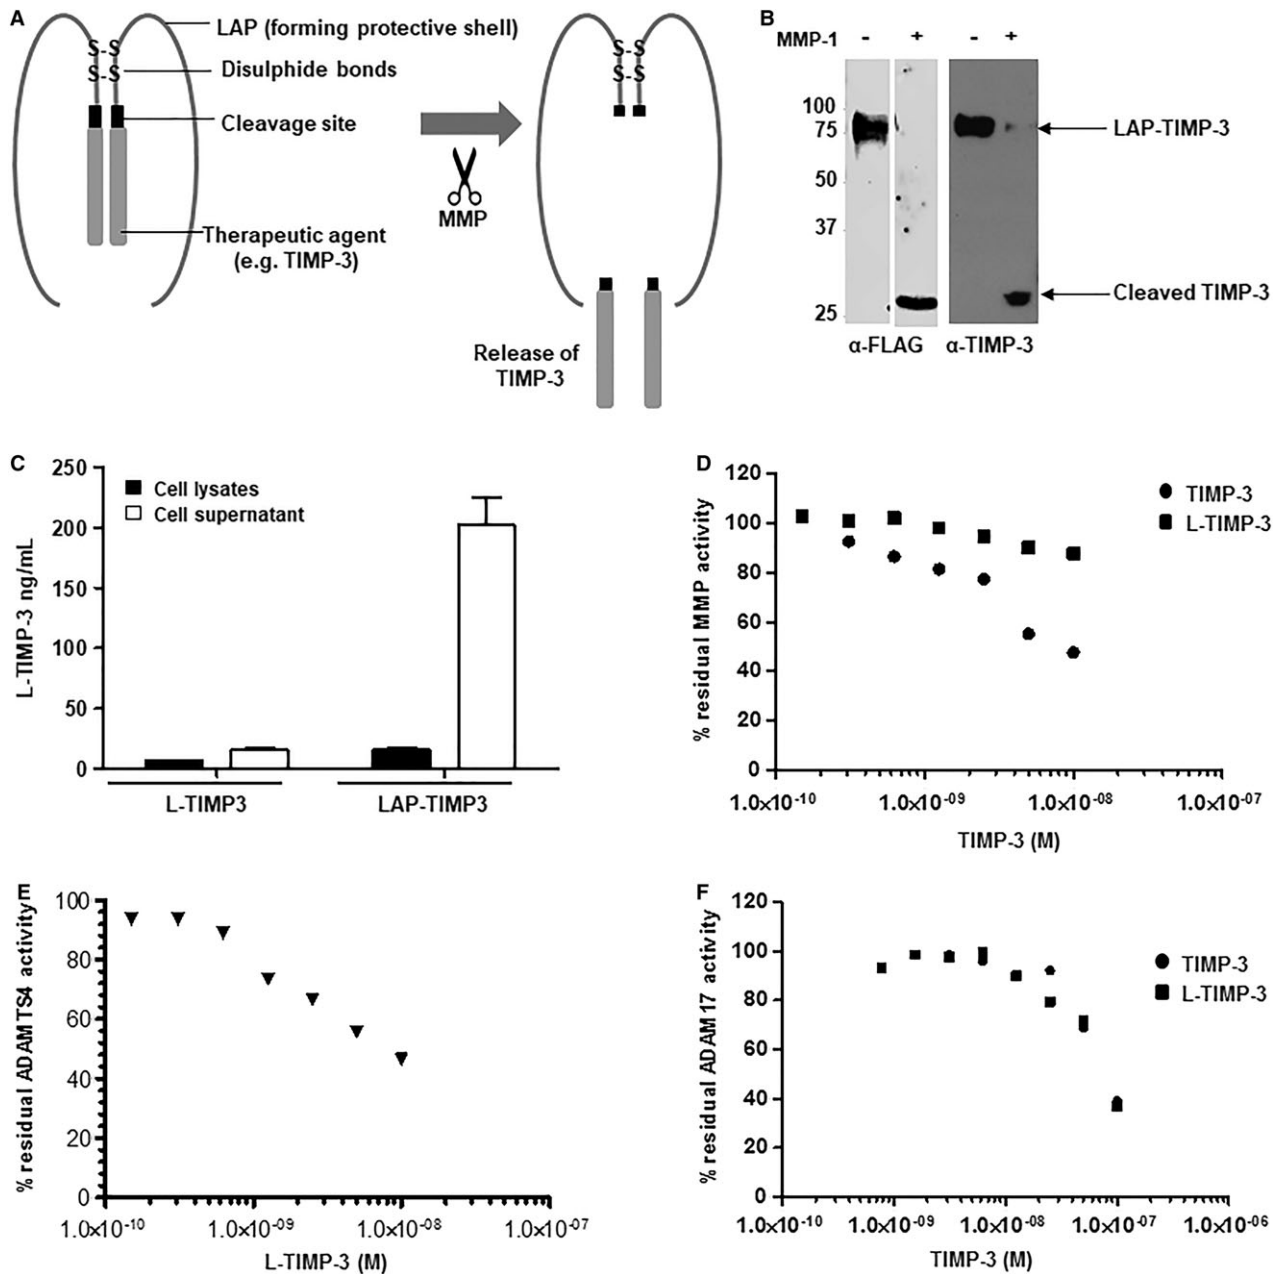 A
LAP (forming protective shell)
S-S
S-S
Disulphide bonds
Cleavage site
Therapeutic agent
(e.g. TIMP-3)
MMP
S-S
S-S
Release of
TIMP-3
B
MMP-1 - + - +
100
75
50
37
25
LAP-TIMP-3
Cleaved TIMP-3
α-FLAG α-TIMP-3
C
L-TIMP-3 ng/mL
250
200
150
100
50
0
Cell lysates
Cell supernatant
L-TIMP3 LAP-TIMP3
D
% residual MMP activity
120
100
80
60
40
20
0
TIMP-3
L-TIMP-3
1.0x10-10 1.0x10-09 1.0x10-08 1.0x10-07
TIMP-3 (M)
E
% residual ADAMTS4 activity
100
80
60
40
20
0
1.0x10-10 1.0x10-09 1.0x10-08 1.0x10-07
L-TIMP-3 (M)
F
% residual ADAM17 activity
120
100
80
60
40
20
0
TIMP-3
L-TIMP-3
1.0x10-10 1.0x10-09 1.0x10-08 1.0x10-07 1.0x10-06
TIMP-3 (M)